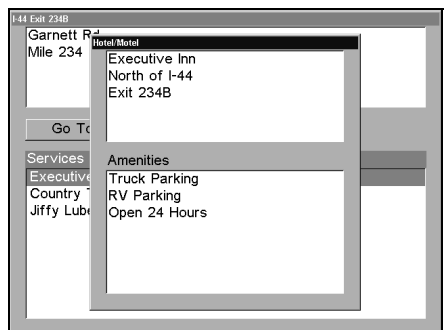 I-44 Exit 234B
Garnett
Mile 234
Hotel/Motel
Executive Inn
North of I-44
Exit 234B
Go To
Services
Amenities
Executive
Country
Jiffy Lube
Truck Parking
RV Parking
Open 24 Hours